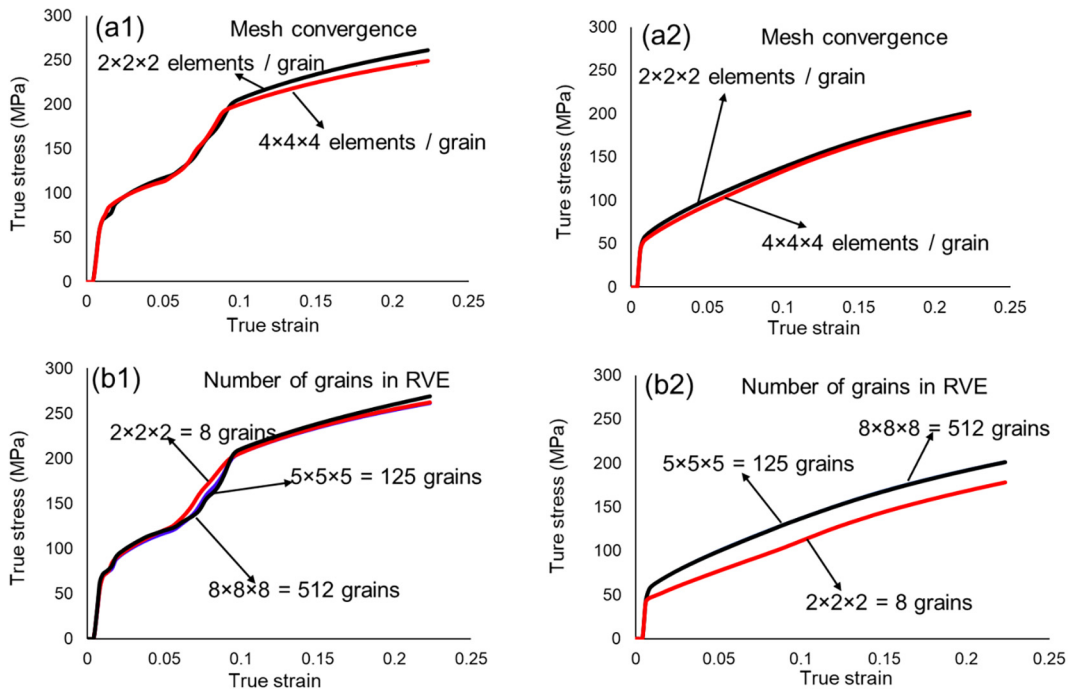 (a1)
Mesh convergence
2×2×2 elements / grain
4×4×4 elements / grain
True stress (MPa)
300
250
200
150
100
50
0
0
0.05
0.1
0.15
0.2
0.25
True strain
(a2)
Mesh convergence
2×2×2 elements / grain
4×4×4 elements / grain
Ture stress (MPa)
300
250
200
150
100
50
0
0
0.05
0.1
0.15
0.2
0.25
True strain
(b1)
Number of grains in RVE
2×2×2 = 8 grains
5×5×5 = 125 grains
8×8×8 = 512 grains
True stress (MPa)
300
250
200
150
100
50
0
0
0.05
0.1
0.15
0.2
0.25
True strain
(b2)
Number of grains in RVE
8×8×8 = 512 grains
5×5×5 = 125 grains
2×2×2 = 8 grains
Ture stress (MPa)
300
250
200
150
100
50
0
0
0.05
0.1
0.15
0.2
0.25
True strain